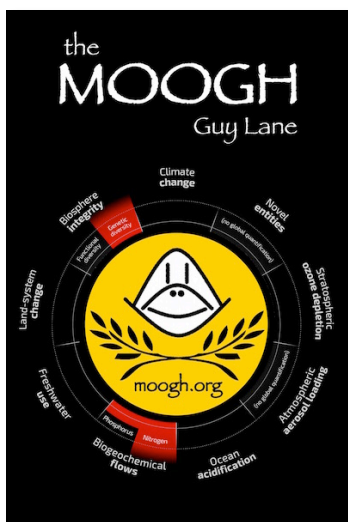 the
MOOGH
Guy Lane
Climate
change
Novel
entities
(no global quantification)
Stratospheric
ozone depletion
Atmospheric
aerosol loading
(no global quantification)
Ocean
acidification
Biogeochemical
flows
Phosphorus
Nitrogen
Freshwater
use
Land-system
change
Biosphere
integrity
Functional
diversity
Genetic
diversity
moogh.org